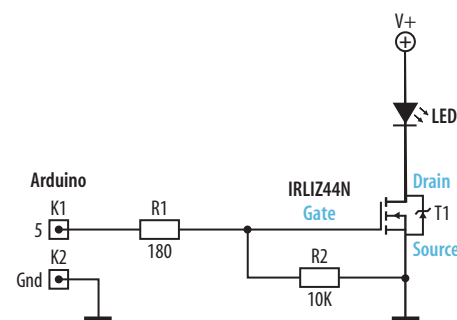 V+
LED
Arduino
IRLIZ44N
Drain
K1
R1
Gate
T1
5
180
K2
R2
Source
Gnd
10K